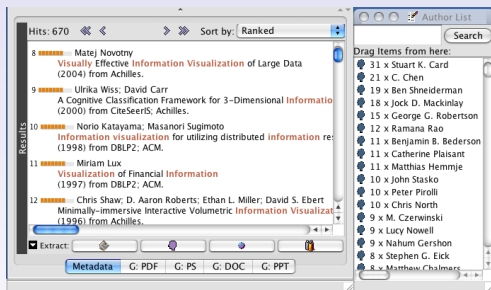 Hits: 670
Sort by: Ranked
Results
8 Matej Novotny
Visually Effective Information Visualization of Large Data
(2004) from Achilles.
9 Ulrika Wiss; David Carr
A Cognitive Classification Framework for 3-Dimensional Informatio
(2000) from CiteSeerIS; Achilles.
10 Norio Katayama; Masanori Sugimoto
Information visualization for utilizing distributed information res
(1998) from DBLP2; ACM.
11 Miriam Lux
Visualization of Financial Information
(1997) from DBLP2; ACM.
12 Chris Shaw; D. Aaron Roberts; Ethan L. Miller; David S. Ebert
Minimally-immersive Interactive Volumetric Information Visualizat
(1996) from Achilles.
Extract:
Metadata G: PDF G: PS G: DOC G: PPT
Author List
Search
Drag Items from here:
31 x Stuart K. Card
21 x C. Chen
19 x Ben Shneiderman
18 x Jock D. Mackinlay
15 x George G. Robertson
12 x Ramana Rao
11 x Benjamin B. Bederson
11 x Catherine Plaisant
11 x Matthias Hemmje
10 x John Stasko
10 x Peter Pirolli
10 x Chris North
9 x M. Czerwinski
9 x Lucy Nowell
9 x Nahum Gershon
8 x Stephen G. Eick
8 x Matthew Chalmers